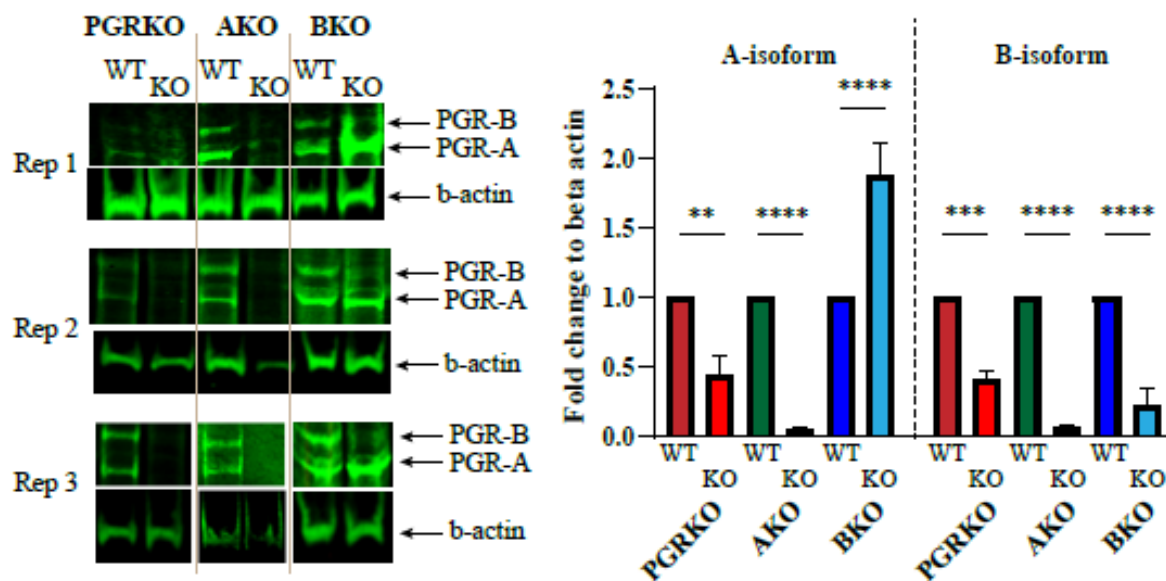 PGRKO AKO BKO
WT KO WT KO WT KO
Rep 1
PGR-B
PGR-A
b-actin
Rep 2
PGR-B
PGR-A
b-actin
Rep 3
PGR-B
PGR-A
b-actin
A-isoform B-isoform
Fold change to beta actin
2.5
2.0
1.5
1.0
0.5
0.0
** **** **** *** **** ****
WT KO WT KO WT KO WT KO WT KO WT KO
PGRKO AKO BKO PGRKO AKO BKO